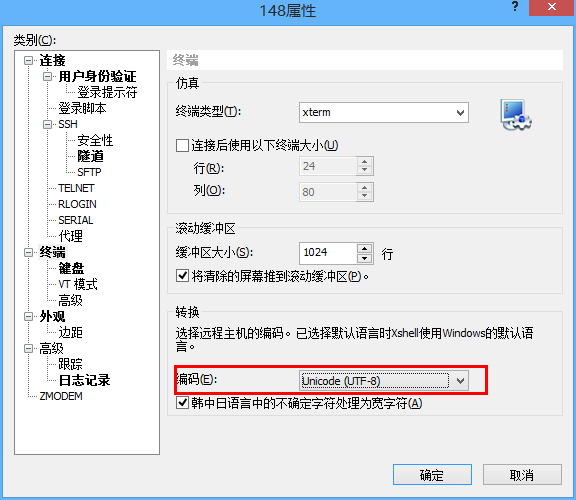 148属性
?
类别(C):
连接
用户身份验证
登录提示符
登录脚本
SSH
安全性
隧道
SFTP
TELNET
RLOGIN
SERIAL
代理
终端
键盘
VT 模式
高级
外观
边距
高级
跟踪
日志记录
ZMODEM
终端
仿真
终端类型(T): xterm
连接后使用以下终端大小(U)
行(R): 24
列(O): 80
滚动缓冲区
缓冲区大小(S): 1024 行
将清除的屏幕推到滚动缓冲区(P)。
转换
选择远程主机的编码。已选择默认语言时Xshell使用Windows的默认语
言。
编码(E): Unicode (UTF-8)
韩中日语言中的不确定字符处理为宽字符(A)
确定 取消